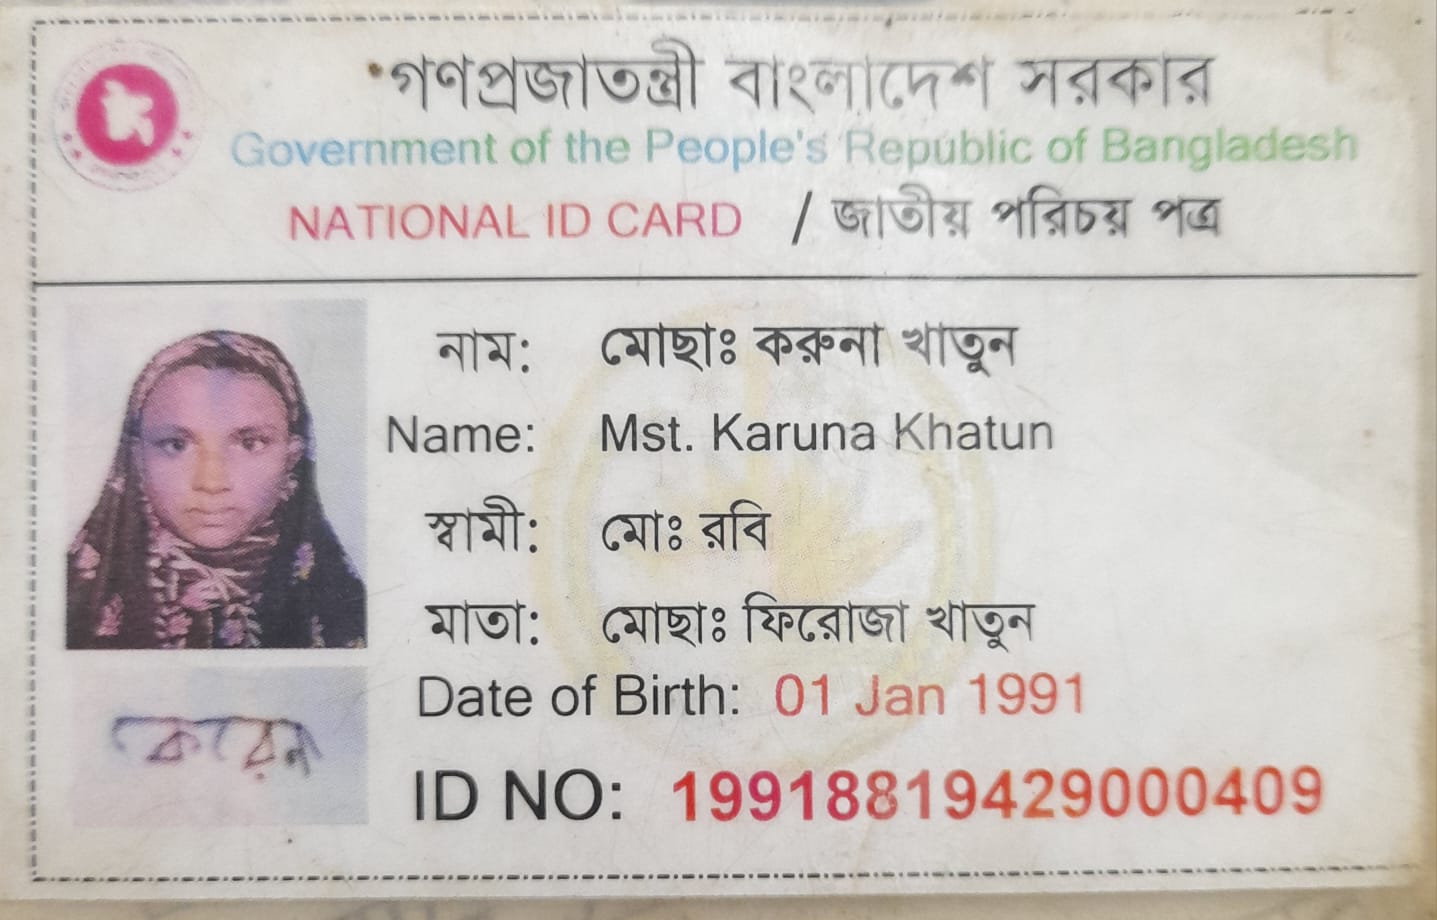 গণপ্রজাতন্ত্রী বাংলাদেশ সরকার
Government of the People's Republic of Bangladesh
NATIONAL ID CARD / জাতীয় পরিচয় পত্র
নাম: মোছাঃ করুনা খাতুন
Name: Mst. Karuna Khatun
স্বামী: মোঃ রবি
মাতা: মোছাঃ ফিরোজা খাতুন
Date of Birth: 01 Jan 1991
ID NO: 19918819429000409